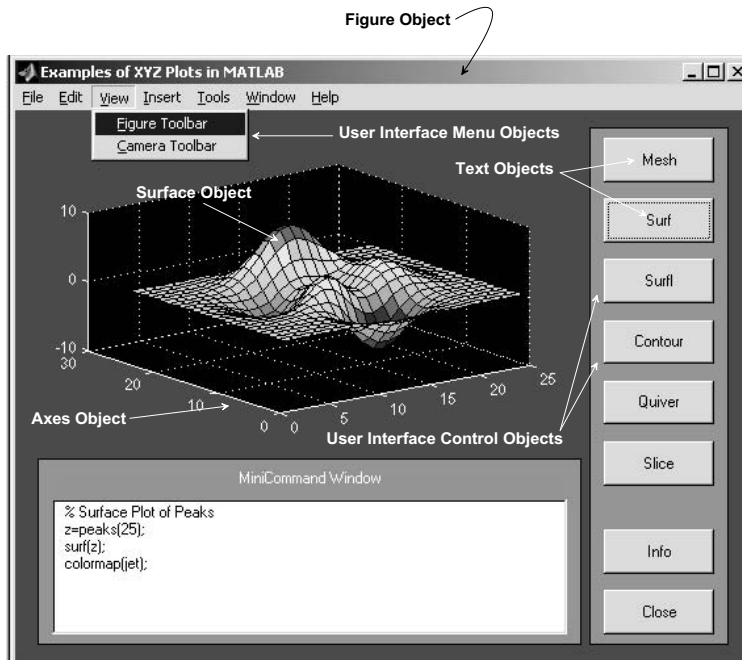 Figure Object
Examples of XYZ Plots in MATLAB
File Edit View Insert Tools Window Help
Figure Toolbar
Camera Toolbar
User Interface Menu Objects
Text Objects
Surface Object
10
0
-10
30
20
10
0
0
5
10
15
20
25
Axes Object
User Interface Control Objects
Mesh
Surf
Surfl
Contour
Quiver
Slice
Info
Close
MiniCommand Window
% Surface Plot of Peaks
z=peaks(25);
surf(z);
colormap(jet);